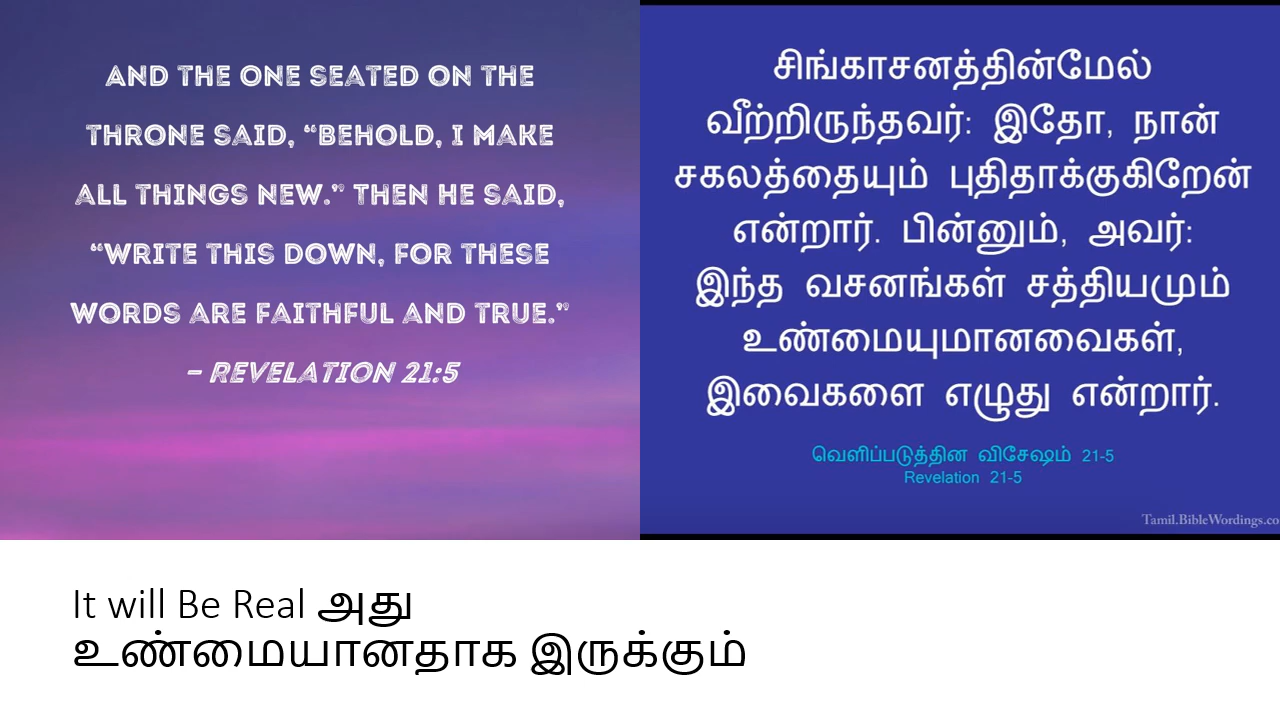 AND THE ONE SEATED ON THE
THRONE SAID, “BEHOLD, I MAKE
ALL THINGS NEW.” THEN HE SAID,
“WRITE THIS DOWN, FOR THESE
WORDS ARE FAITHFUL AND TRUE.”
– REVELATION 21:5
சிங்காசனத்தின்மேல்
வீற்றிருந்தவர்: இதோ, நான்
சகலத்தையும் புதிதாக்குகிறேன்
என்றார். பின்னும், அவர்:
இந்த வசனங்கள் சத்தியமும்
உண்மையுமானவைகள்,
இவைகளை எழுது என்றார்.
வெளிப்படுத்தின விசேஷம் 21-5
Revelation 21-5
Tamil.BibleWordings.co
It will Be Real அது
உண்மையானதாக இருக்கும்